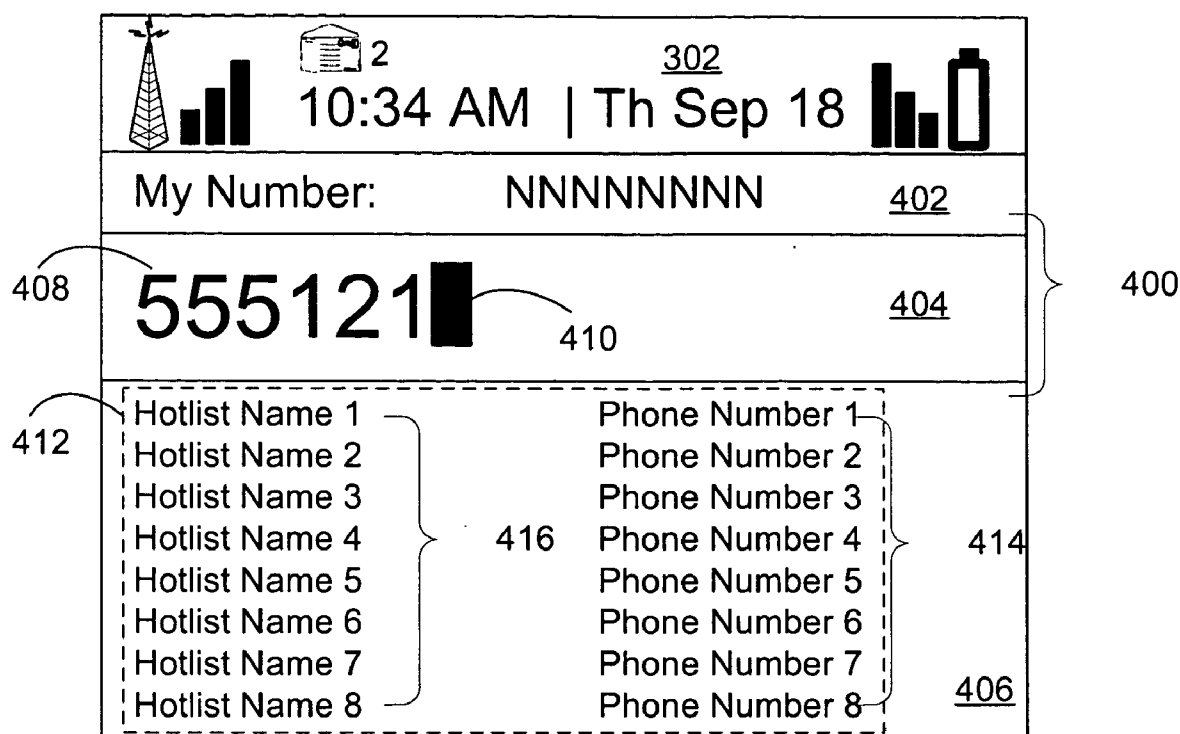 2 302
10:34 AM | Th Sep 18
My Number: NNNNNNNN 402
408 555121 410 404 400
412
Hotlist Name 1 Phone Number 1
Hotlist Name 2 Phone Number 2
Hotlist Name 3 Phone Number 3
Hotlist Name 4 416 Phone Number 4 414
Hotlist Name 5 Phone Number 5
Hotlist Name 6 Phone Number 6
Hotlist Name 7 Phone Number 7
Hotlist Name 8 Phone Number 8 406